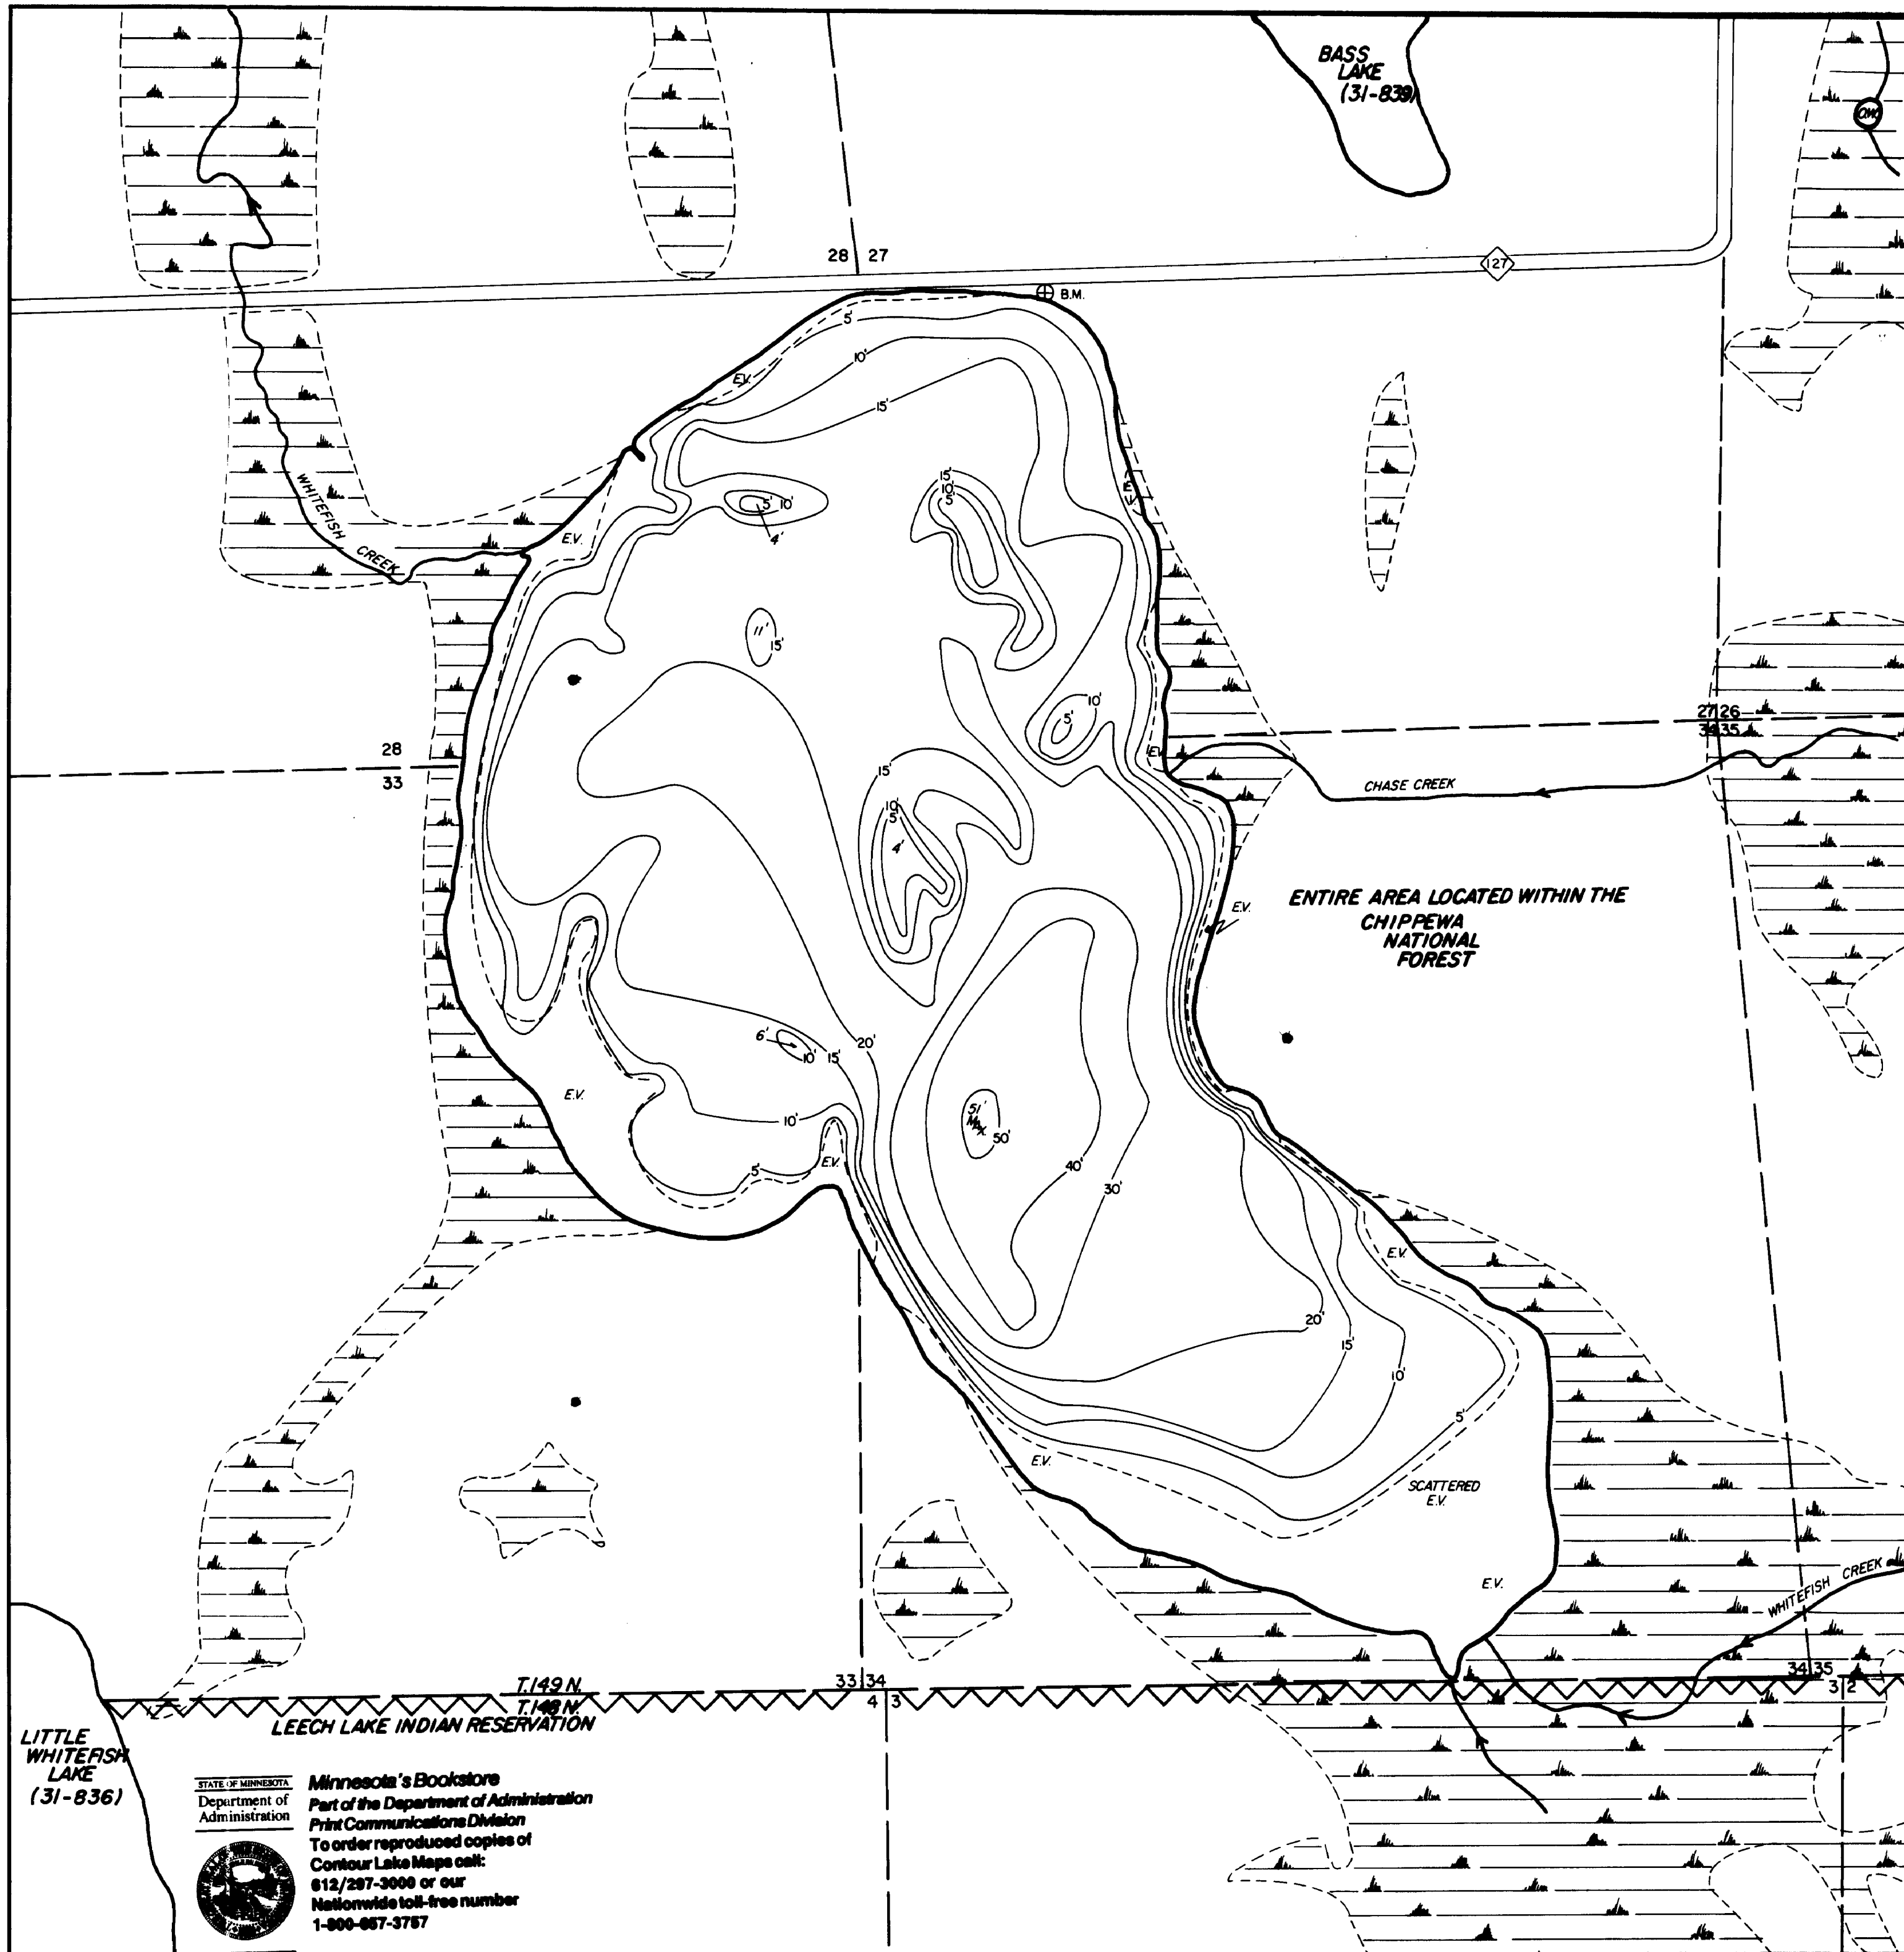 BASS
LAKE
(31-839)
OWC
28 27
127
B.M.
5'
10'
E.V.
15'
WHITEFISH
CREEK
E.V.
5' 10'
4'
15'
10'
5'
E.V.
11'
15'
10'
5'
27 26
34 35
28
33
E.V.
CHASE CREEK
15'
10'
5'
4'
E.V.
ENTIRE AREA LOCATED WITHIN THE
CHIPPEWA
NATIONAL
FOREST
6'
10' 15' 20'
E.V.
51'
MAX.
50'
10'
40'
30'
5'
E.V.
E.V.
20'
15'
10'
5'
E.V.
SCATTERED
E.V.
E.V.
WHITEFISH CREEK
T.149 N.
T.148 N.
33 34
4 3
34 35
3 2
LEECH LAKE INDIAN RESERVATION
LITTLE
WHITEFISH
LAKE
(31-836)
STATE OF MINNESOTA
Department of
Administration
Minnesota's Bookstore
Part of the Department of Administration
Print Communications Division
To order reproduced copies of
Contour Lake Maps call:
612/297-3000 or our
Nationwide toll-free number
1-800-657-3757